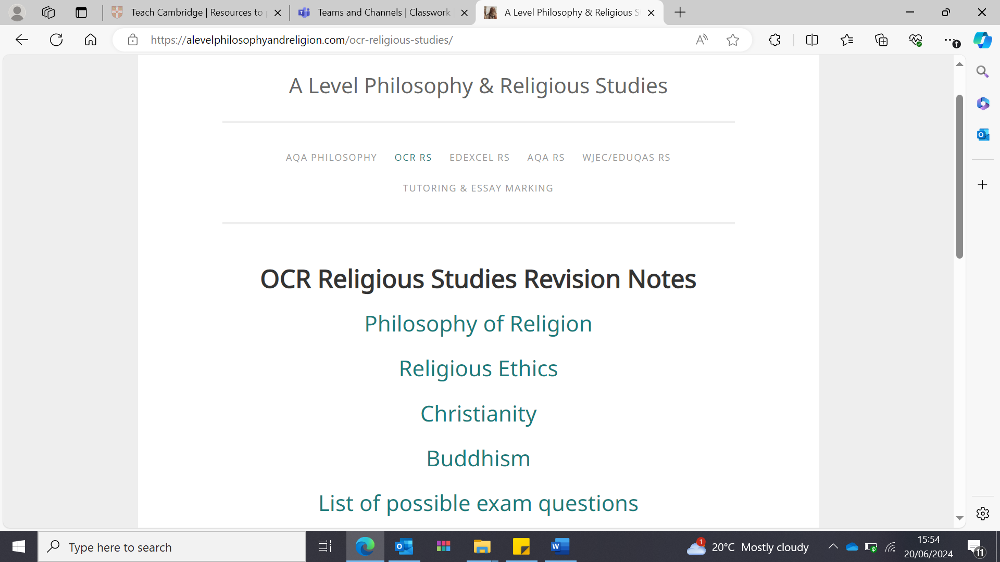 Teach Cambridge | Resources to
Teams and Channels | Classwork
A Level Philosophy & Religious S
https://alevelphilosophyandreligion.com/ocr-religious-studies/
A Level Philosophy & Religious Studies
AQA PHILOSOPHY OCR RS EDEXCEL RS AQA RS WJEC/EDUQAS RS
TUTORING & ESSAY MARKING
OCR Religious Studies Revision Notes
Philosophy of Religion
Religious Ethics
Christianity
Buddhism
List of possible exam questions
Type here to search
1
20°C Mostly cloudy
15:54
20/06/2024
11